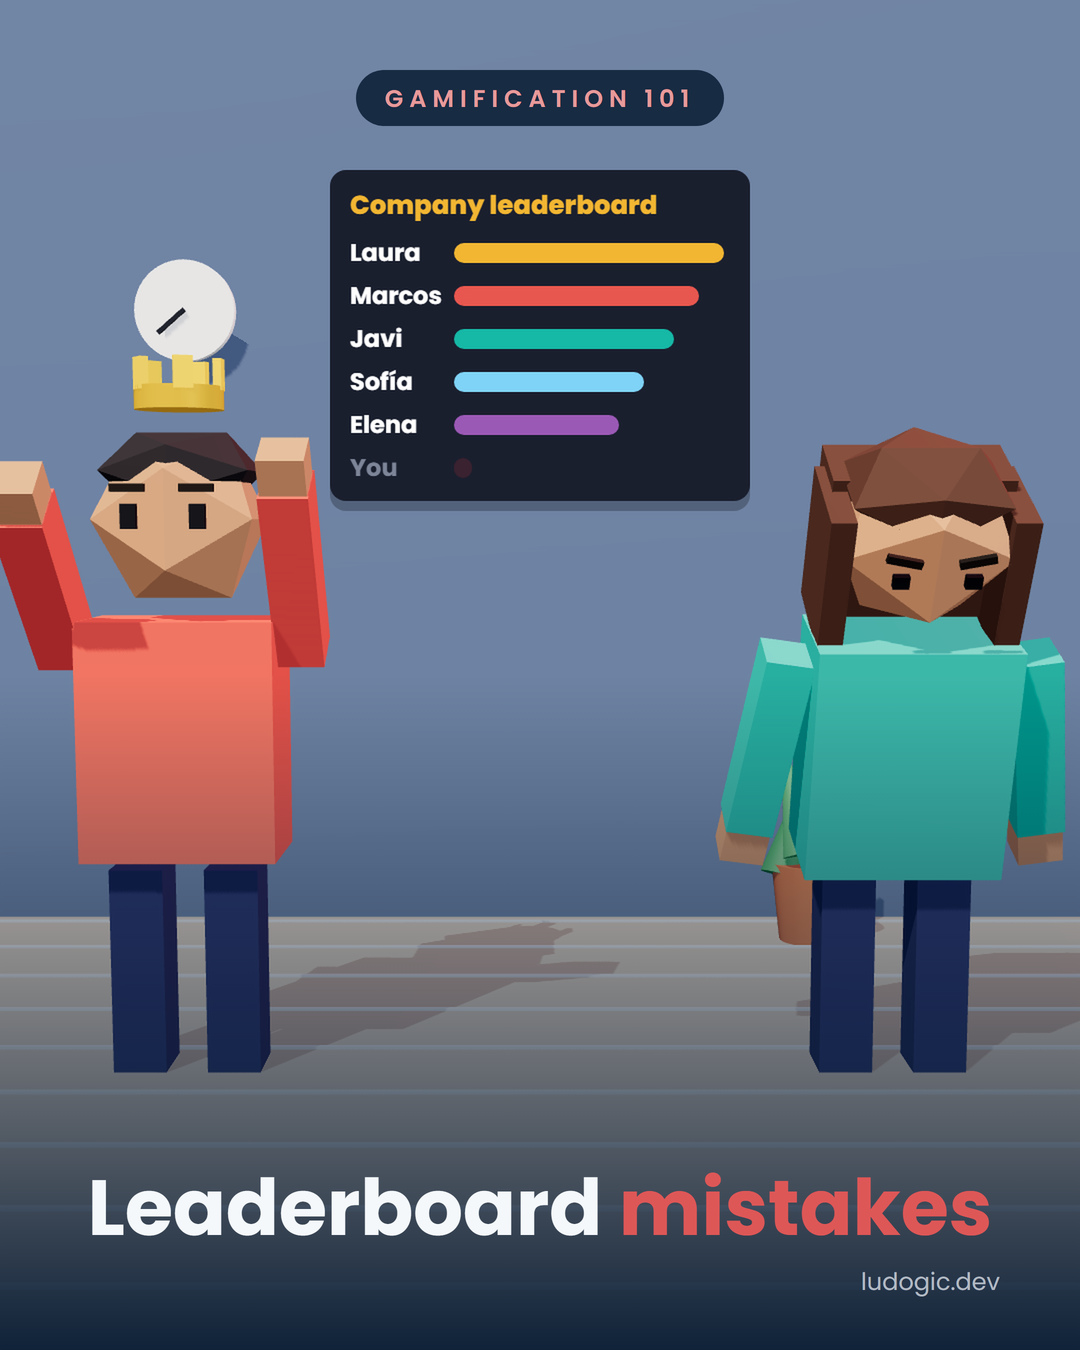 GAMIFICATION 101
Company leaderboard
Laura
Marcos
Javi
Sofía
Elena
You
Leaderboard mistakes
ludogic.dev